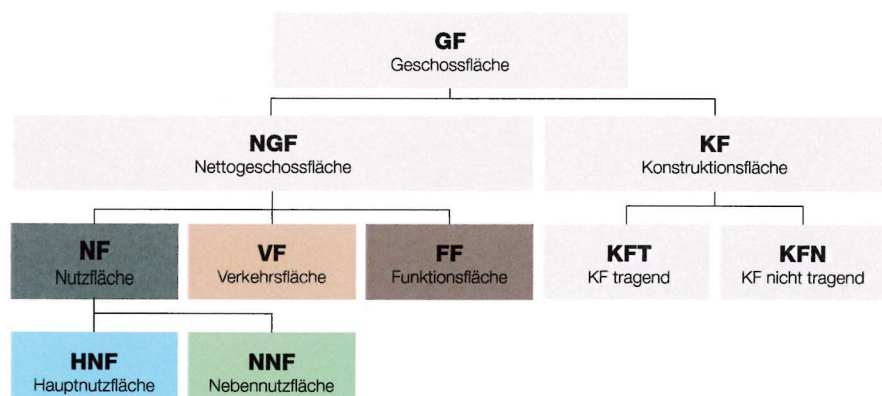 GF
Geschossfläche
NGF
Nettogeschossfläche
KF
Konstruktionsfläche
NF
Nutzfläche
VF
Verkehrsfläche
FF
Funktionsfläche
KFT
KF tragend
KFN
KF nicht tragend
HNF
Hauptnutzfläche
NNF
Nebennutzfläche